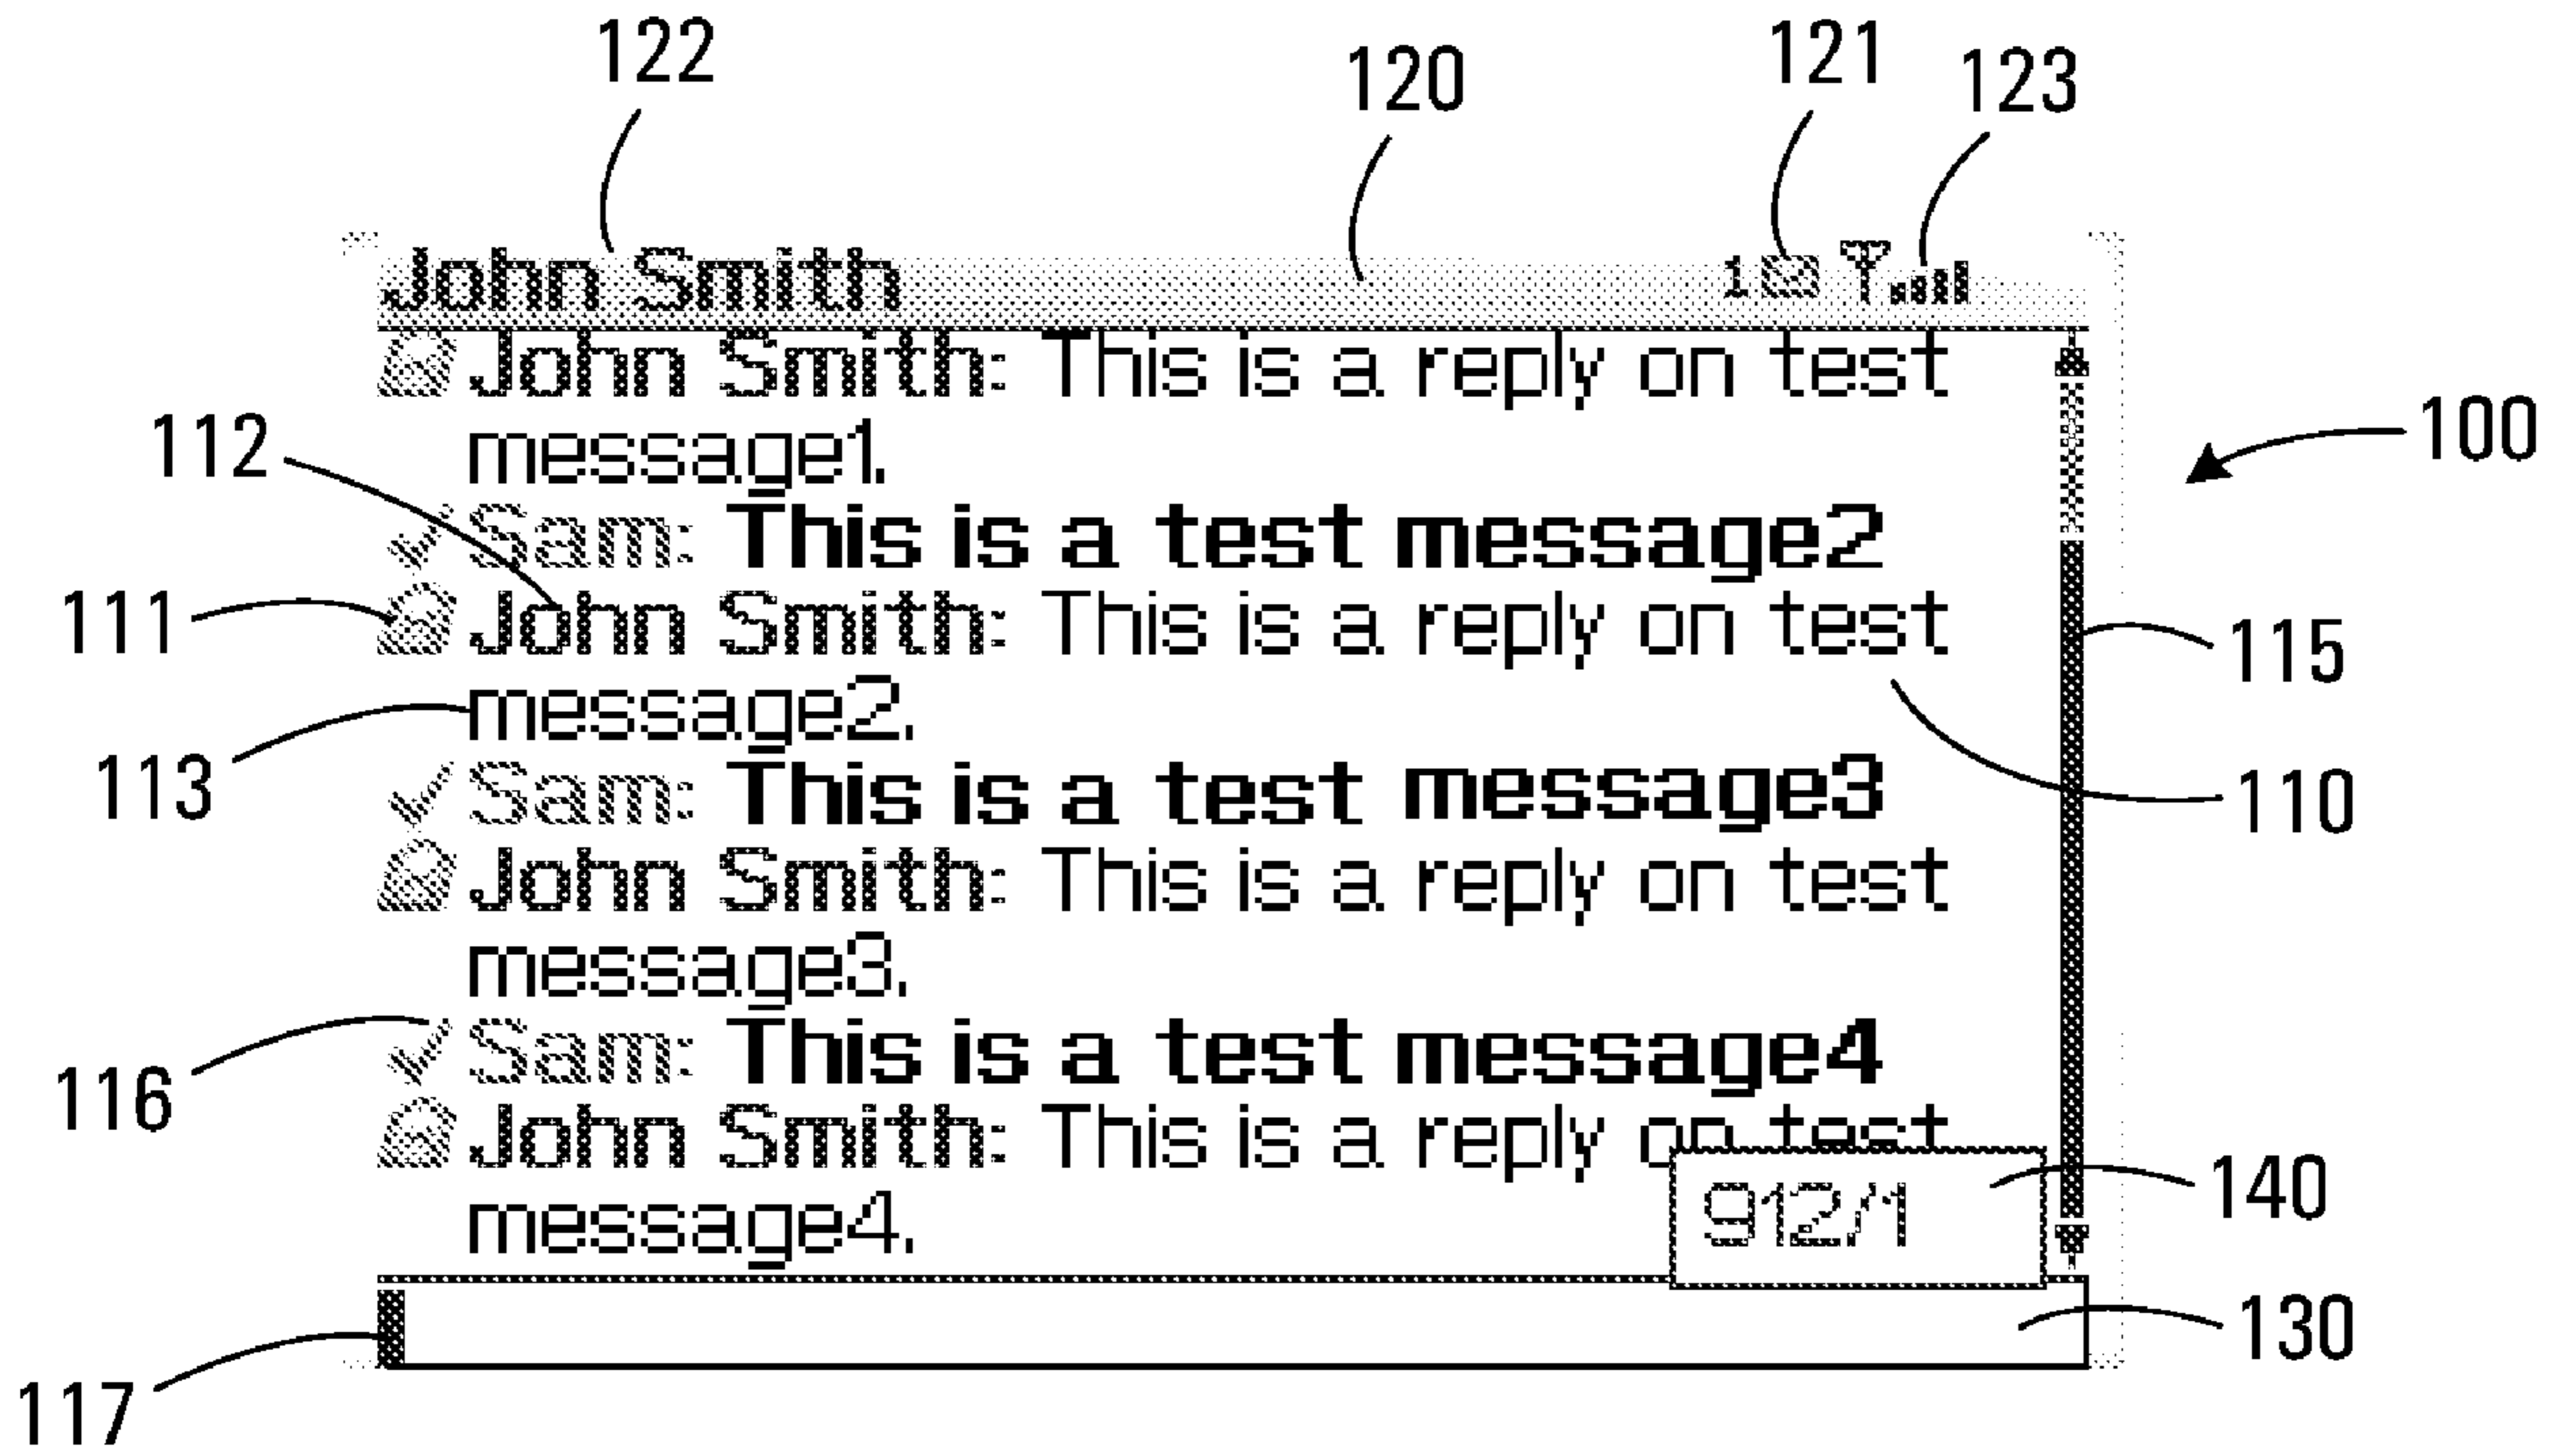 122
120
121
123
John Smith 1
John Smith: This is a reply on test
message1.
100
112
Sam: This is a test message2
111
John Smith: This is a reply on test
115
message2.
113
110
Sam: This is a test message3
John Smith: This is a reply on test
message3.
116
Sam: This is a test message4
John Smith: This is a reply on test
140
message4.
912/1
130
117